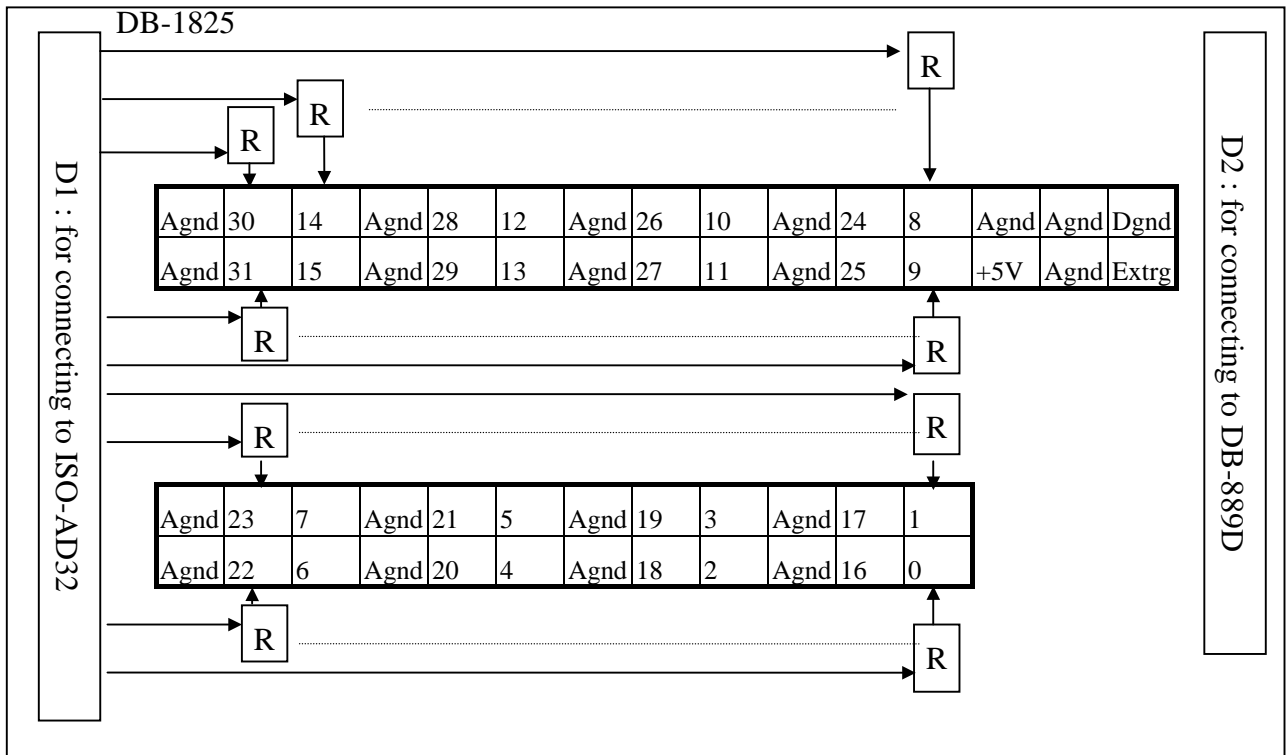 DB-1825
R
R
R
D1 : for connecting to ISO-AD32
D2 : for connecting to DB-889D
Agnd 30 14 Agnd 28 12 Agnd 26 10 Agnd 24 8 Agnd Agnd Dgnd
Agnd 31 15 Agnd 29 13 Agnd 27 11 Agnd 25 9 +5V Agnd Extrg
R
R
R
R
Agnd 23 7 Agnd 21 5 Agnd 19 3 Agnd 17 1
Agnd 22 6 Agnd 20 4 Agnd 18 2 Agnd 16 0
R
R